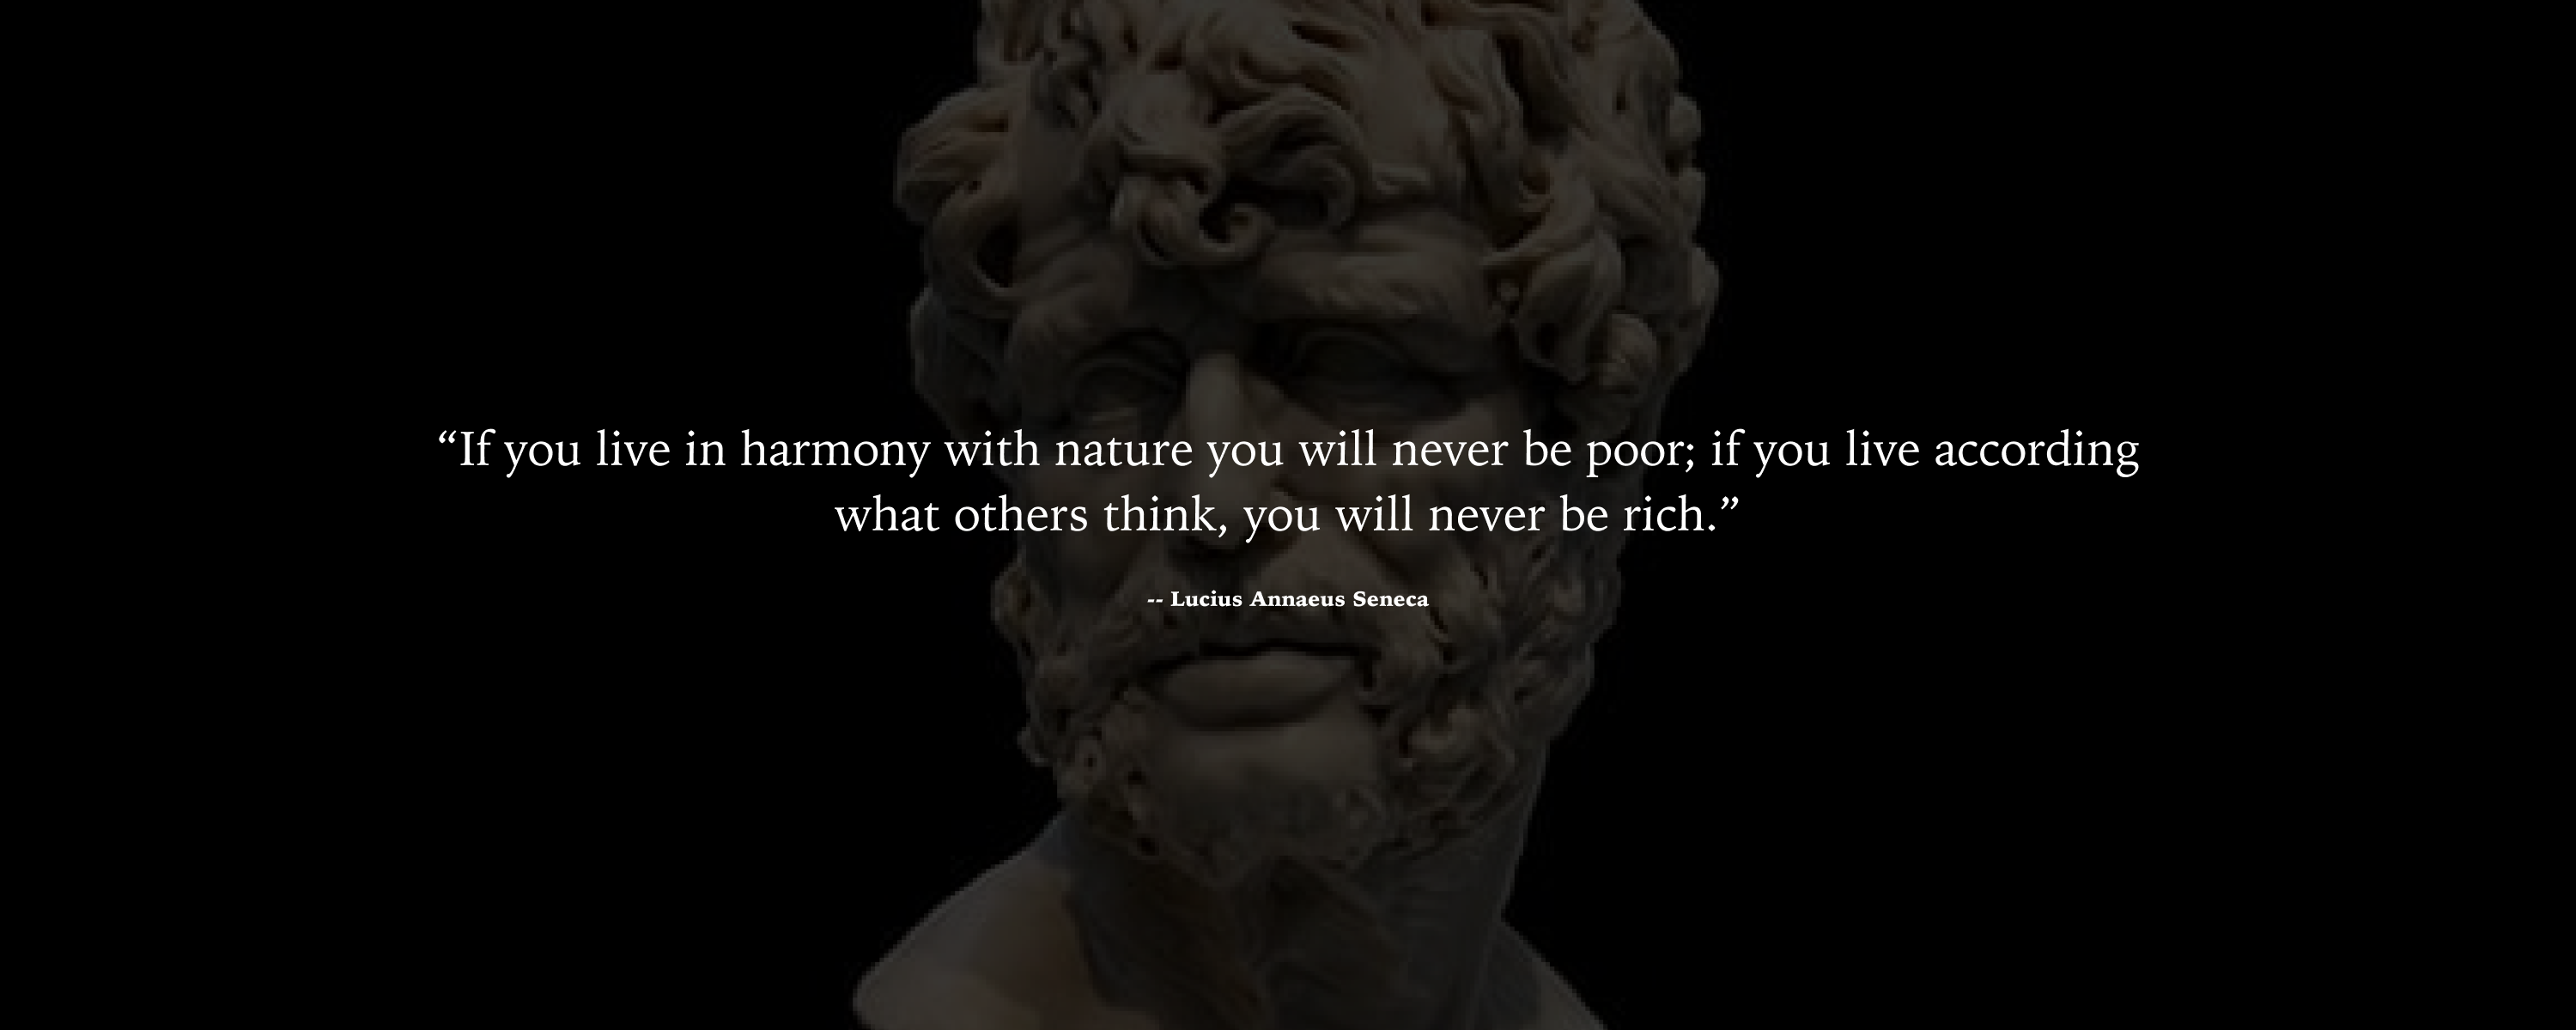 “If you live in harmony with nature you will never be poor; if you live according
what others think, you will never be rich.”
-- Lucius Annaeus Seneca